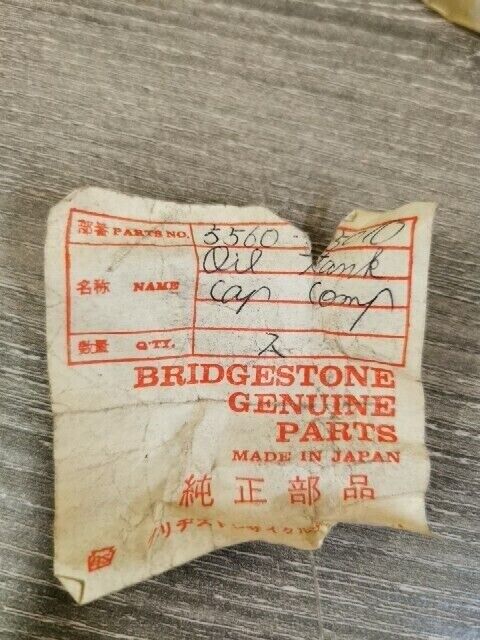 部番 PARTS NO. 5560
名称 NAME Oil Tank
Cap Comp
数量 Q'TY. 入
BRIDGESTONE
GENUINE
PARTS
MADE IN JAPAN
純正部品